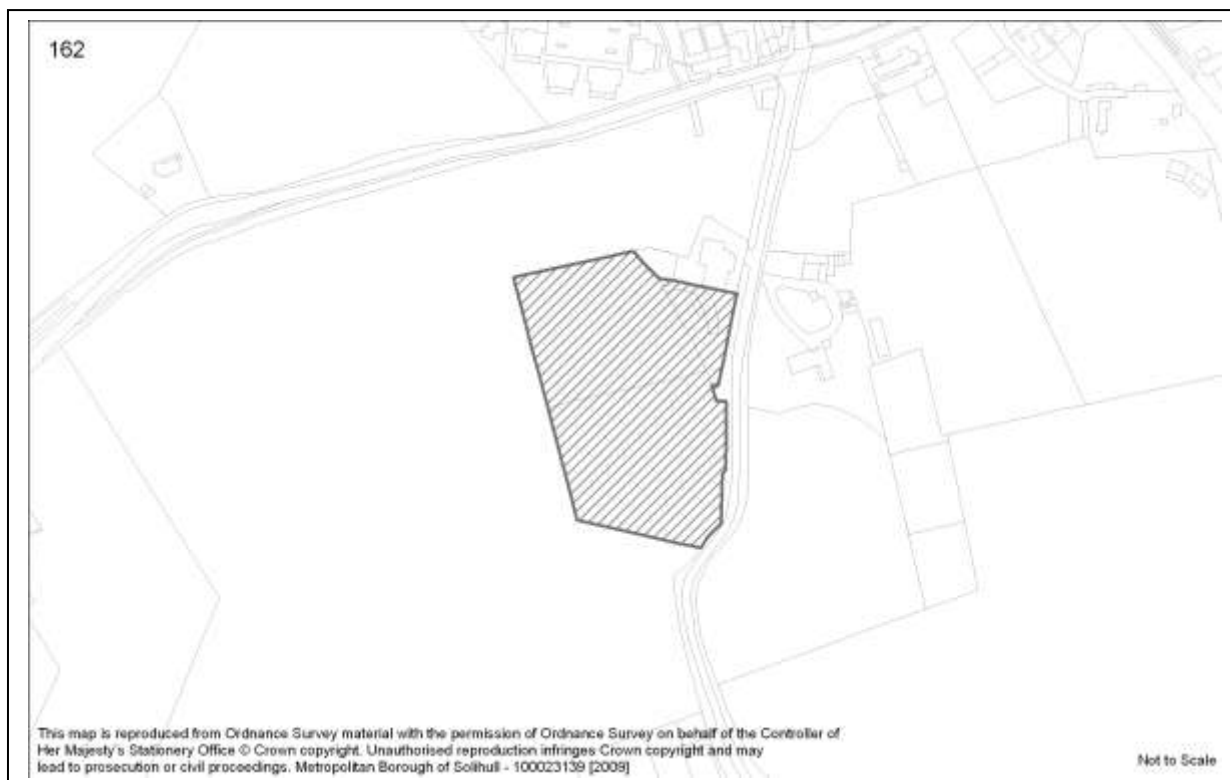 162
This map is reproduced from Ordnance Survey material with the permission of Ordnance Survey on behalf of the Controller of
Her Majesty's Stationery Office © Crown copyright. Unauthorised reproduction infringes Crown copyright and may
lead to prosecution or civil proceedings. Metropolitan Borough of Solihull - 100023139 [2009]
Not to Scale